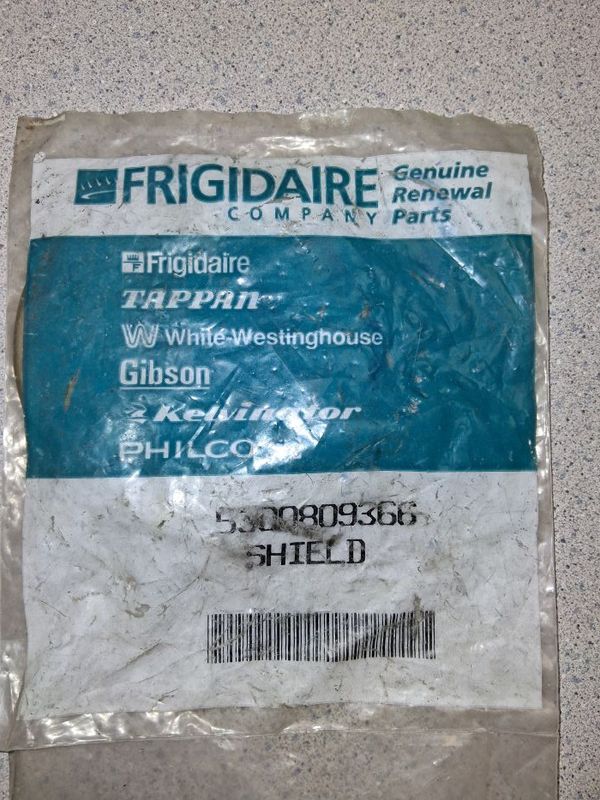 FRIGIDAIRE
COMPANY
Genuine
Renewal
Parts
Frigidaire
TAPPAN
White-Westinghouse
Gibson
Kelvinator
PHILCO
5300809366
SHIELD